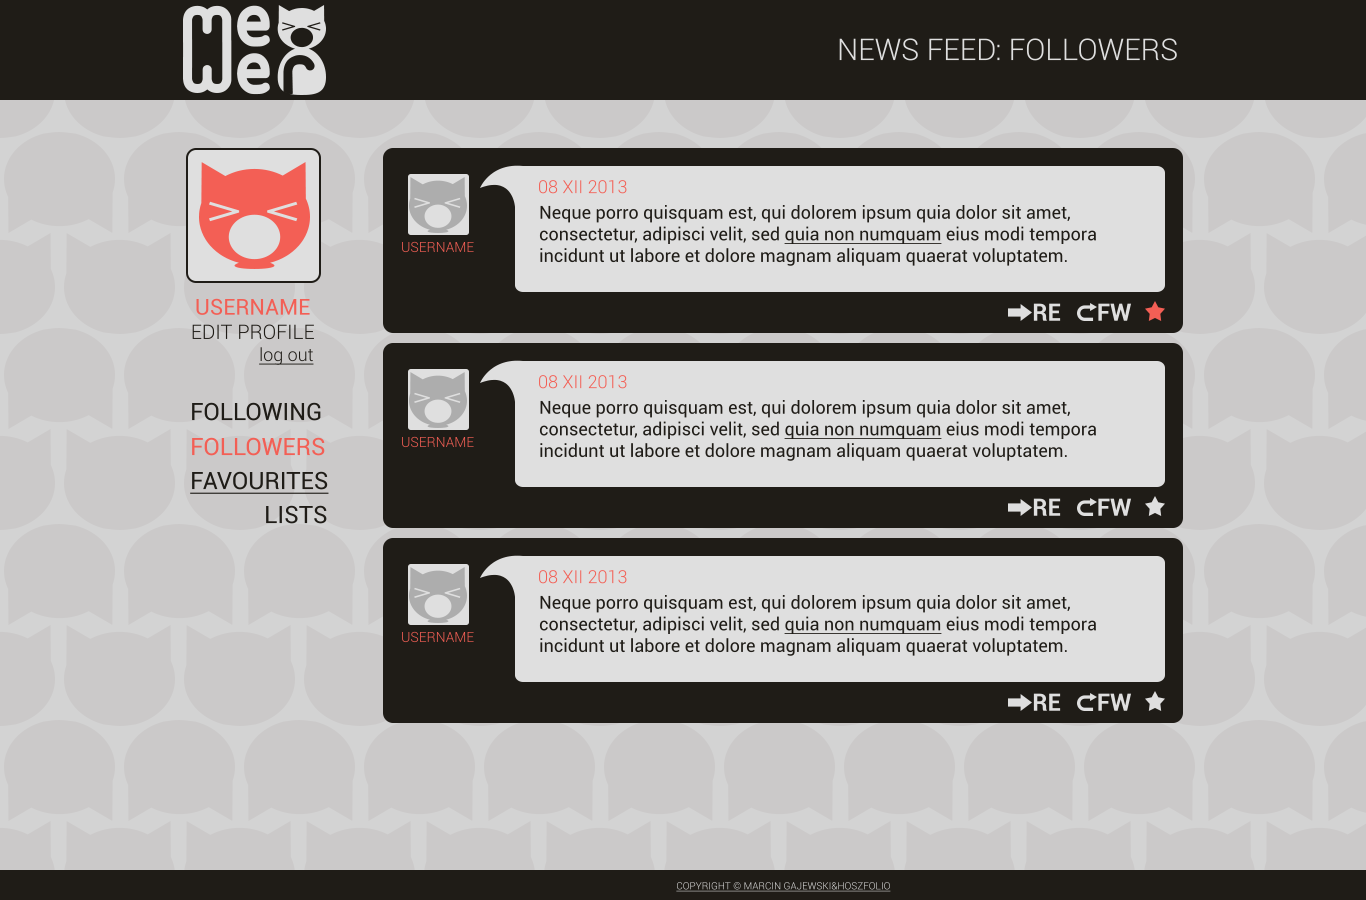 me
wer
NEWS FEED: FOLLOWERS
USERNAME
EDIT PROFILE
log out
FOLLOWING
FOLLOWERS
FAVOURITES
LISTS
USERNAME
08 XII 2013
Neque porro quisquam est, qui dolorem ipsum quia dolor sit amet,
consectetur, adipisci velit, sed quia non numquam eius modi tempora
incidunt ut labore et dolore magnam aliquam quaerat voluptatem.
RE FW
USERNAME
08 XII 2013
Neque porro quisquam est, qui dolorem ipsum quia dolor sit amet,
consectetur, adipisci velit, sed quia non numquam eius modi tempora
incidunt ut labore et dolore magnam aliquam quaerat voluptatem.
RE FW
USERNAME
08 XII 2013
Neque porro quisquam est, qui dolorem ipsum quia dolor sit amet,
consectetur, adipisci velit, sed quia non numquam eius modi tempora
incidunt ut labore et dolore magnam aliquam quaerat voluptatem.
RE FW
COPYRIGHT © MARCIN GAJEWSKI&HOSZFOLIO